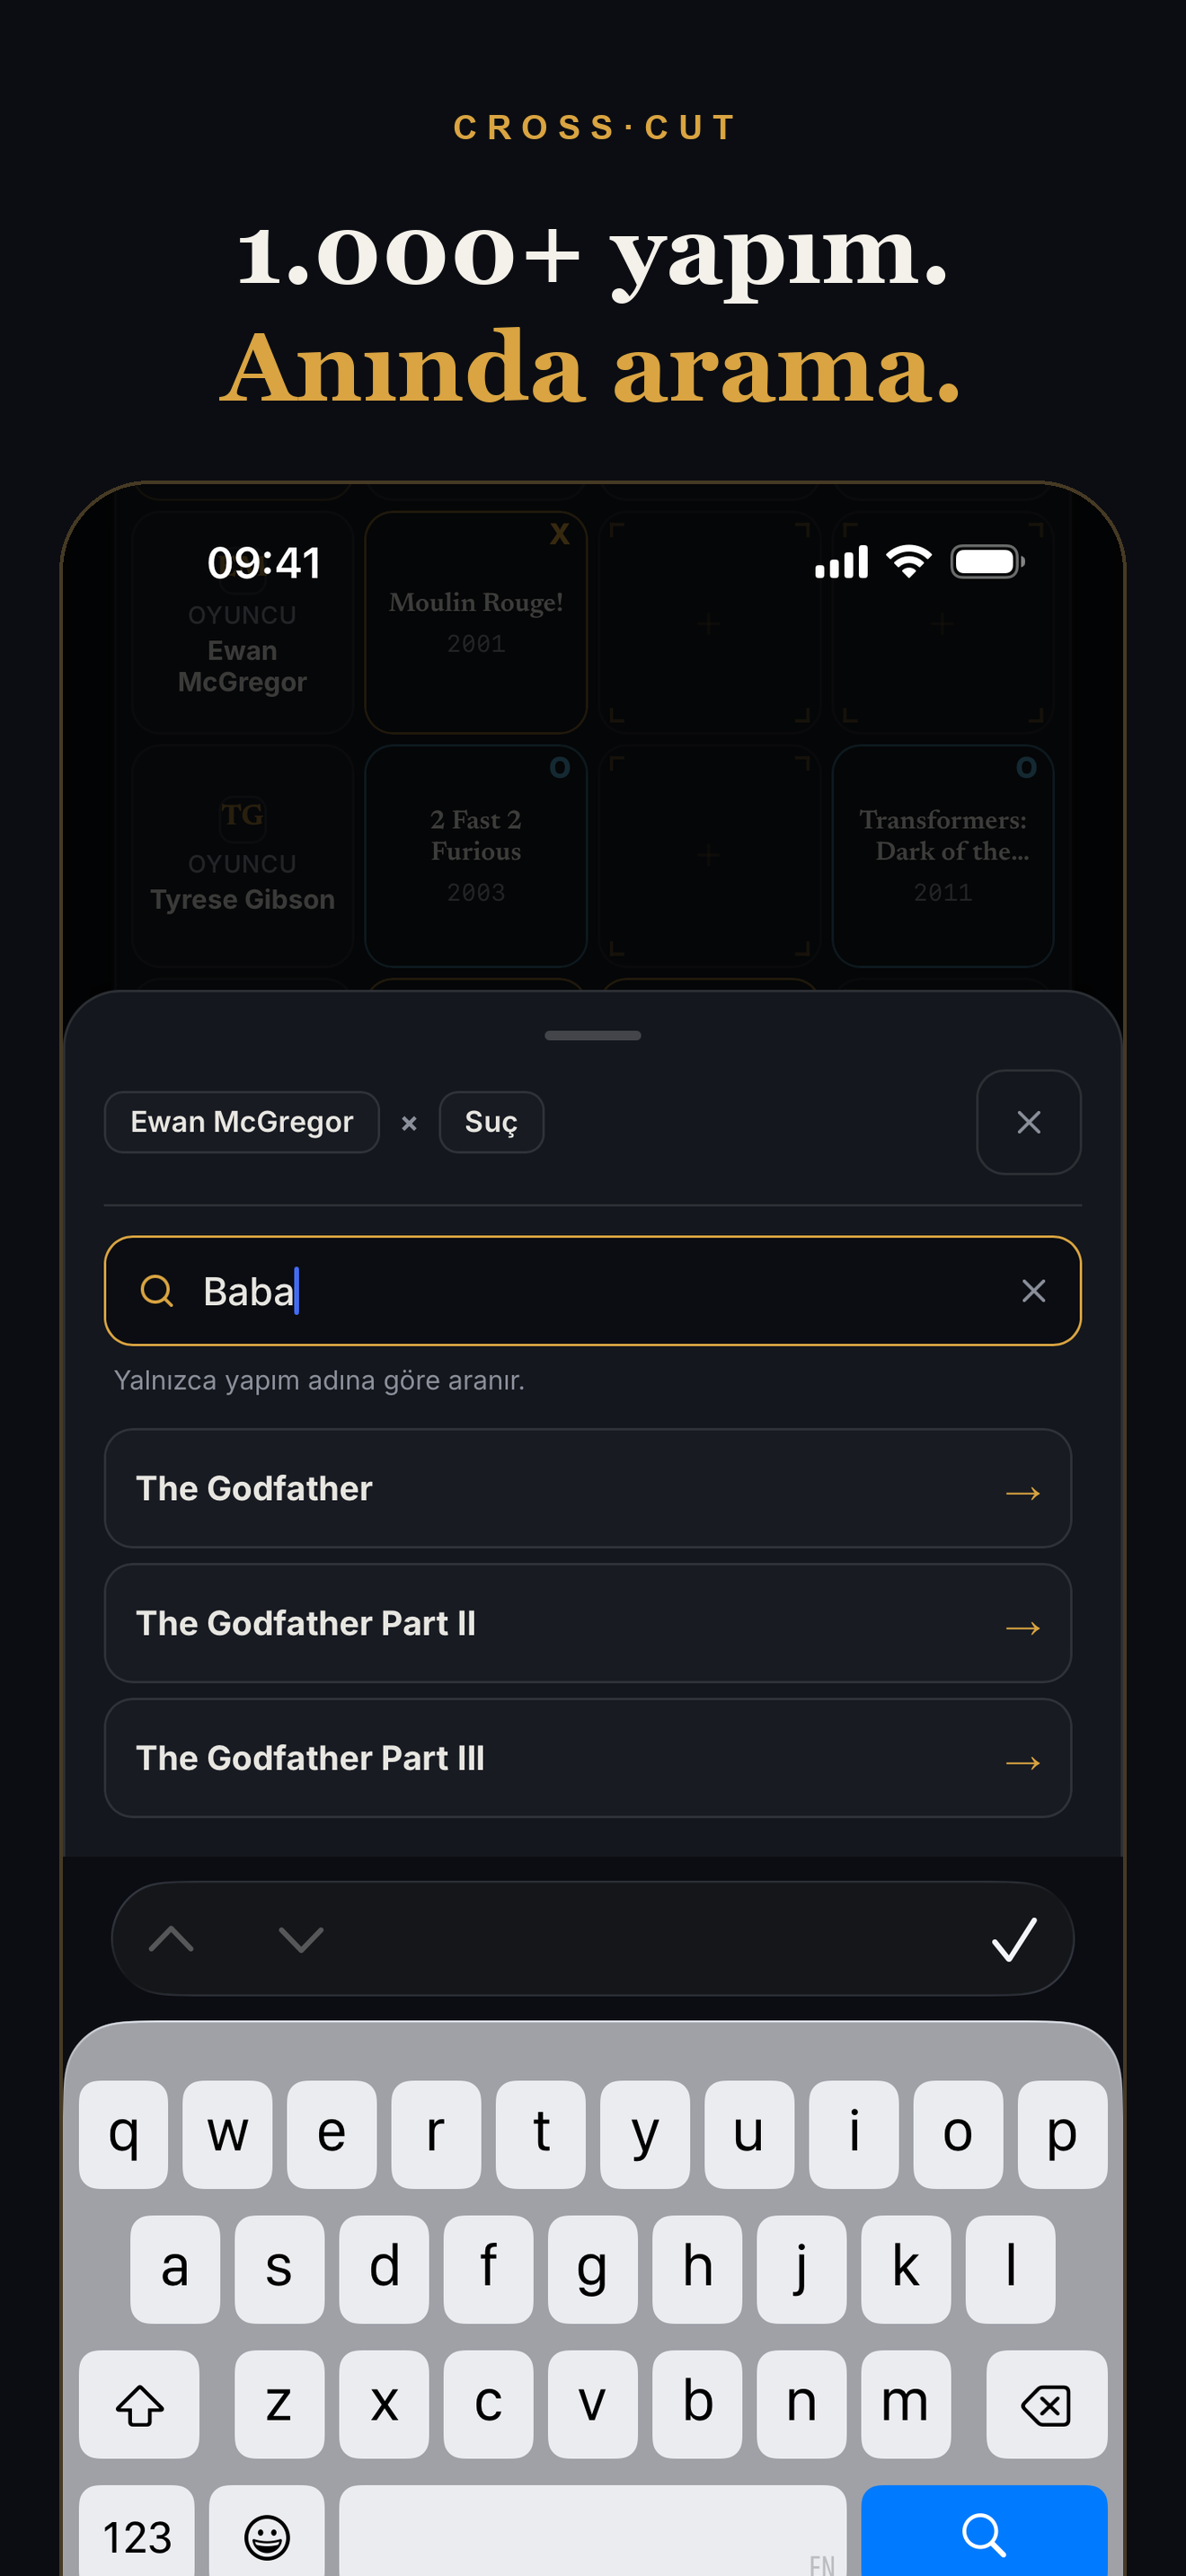 CROSS·CUT
1.000+ yapım.
Anında arama.
09:41
OYUNCU
Ewan
McGregor
X
Moulin Rouge!
2001
TG
OYUNCU
Tyrese Gibson
O
2 Fast 2
Furious
2003
O
Transformers:
Dark of the...
2011
Ewan McGregor × Suç
Baba
Yalnızca yapım adına göre aranır.
The Godfather →
The Godfather Part II →
The Godfather Part III →
q w e r t y u i o p
a s d f g h j k l
z x c v b n m
123
EN